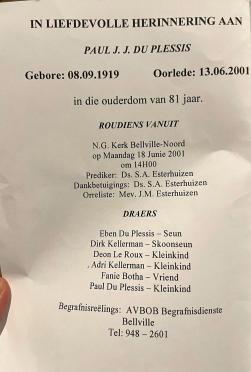 IN LIEFDEVOLLE HERINNERING AAN
PAUL J. J. DU PLESSIS
Gebore: 08.09.1919 Oorlede: 13.06.2001
in die ouderdom van 81 jaar.
ROUDIENS VANUIT
N.G. Kerk Bellville-Noord
op Maandag 18 Junie 2001
om 14H00
Prediker: Ds. S.A. Esterhuizen
Dankbetuigings: Ds. S.A. Esterhuizen
Orreliste: Mev. J.M. Esterhuizen
DRAERS
Eben Du Plessis – Seun
Dirk Kellerman – Skoonseun
Deon Le Roux – Kleinkind
Adri Kellerman – Kleinkind
Fanie Botha – Vriend
Paul Du Plessis – Kleinkind
Begrafnisreëlings: AVBOB Begrafnisdienste
Bellville
Tel: 948 – 2601